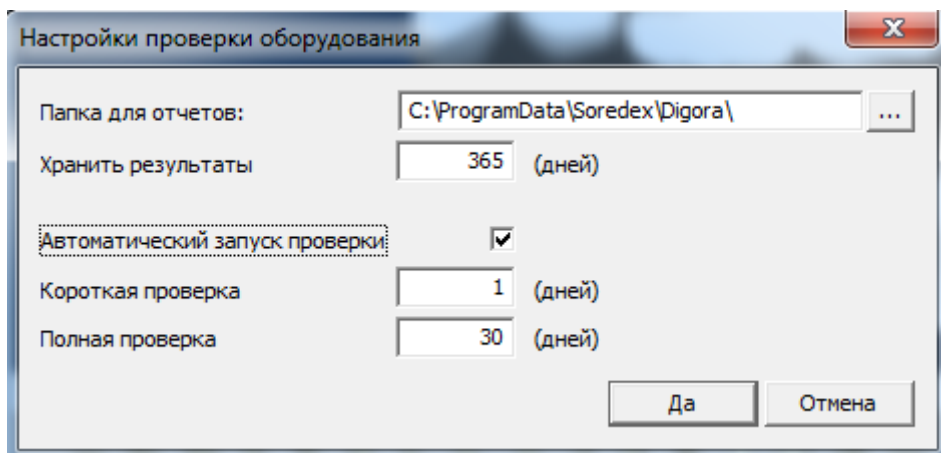 Настройки проверки оборудования
Папка для отчетов: C:\ProgramData\Soredex\Digora\ ...
Хранить результаты 365 (дней)
Автоматический запуск проверки
Короткая проверка 1 (дней)
Полная проверка 30 (дней)
Да Отмена